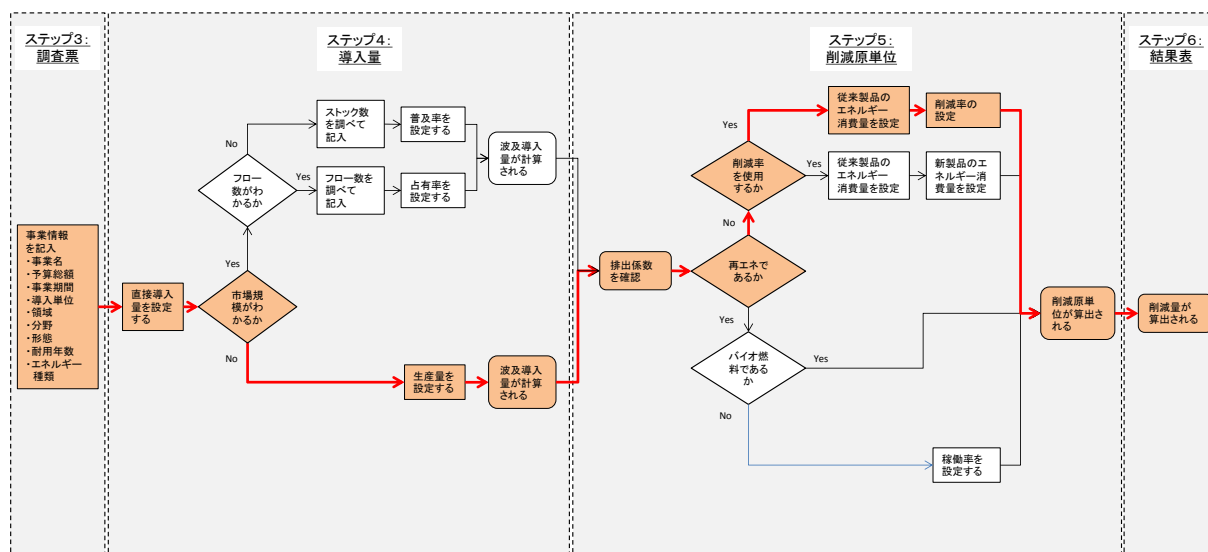 ステップ3:
調査票
事業情報
を記入
・事業名
・予算総額
・事業期間
・導入単位
・領域
・分野
・形態
・耐用年数
・エネルギー
種類
ステップ4:
導入量
直接導入
量を設定
する
市場規
模がわ
かるか
Yes
No
フロー
数がわ
かるか
No
Yes
ストック数
を調べて
記入
普及率を
設定する
フロー数を
調べて
記入
占有率を
設定する
波及導入
量が計算
される
生産量を
設定する
波及導入
量が計算
される
ステップ5:
削減原単位
排出係数
を確認
再エネで
あるか
No
Yes
削減率
を使用
するか
Yes
Yes
従来製品の
エネルギー
消費量を設定
削減率の
設定
従来製品の
エネルギー
消費量を設定
新製品のエ
ネルギー消
費量を設定
バイオ燃
料である
か
Yes
No
稼働率を
設定する
削減原単
位が算出さ
れる
ステップ6:
結果表
削減量が
算出される